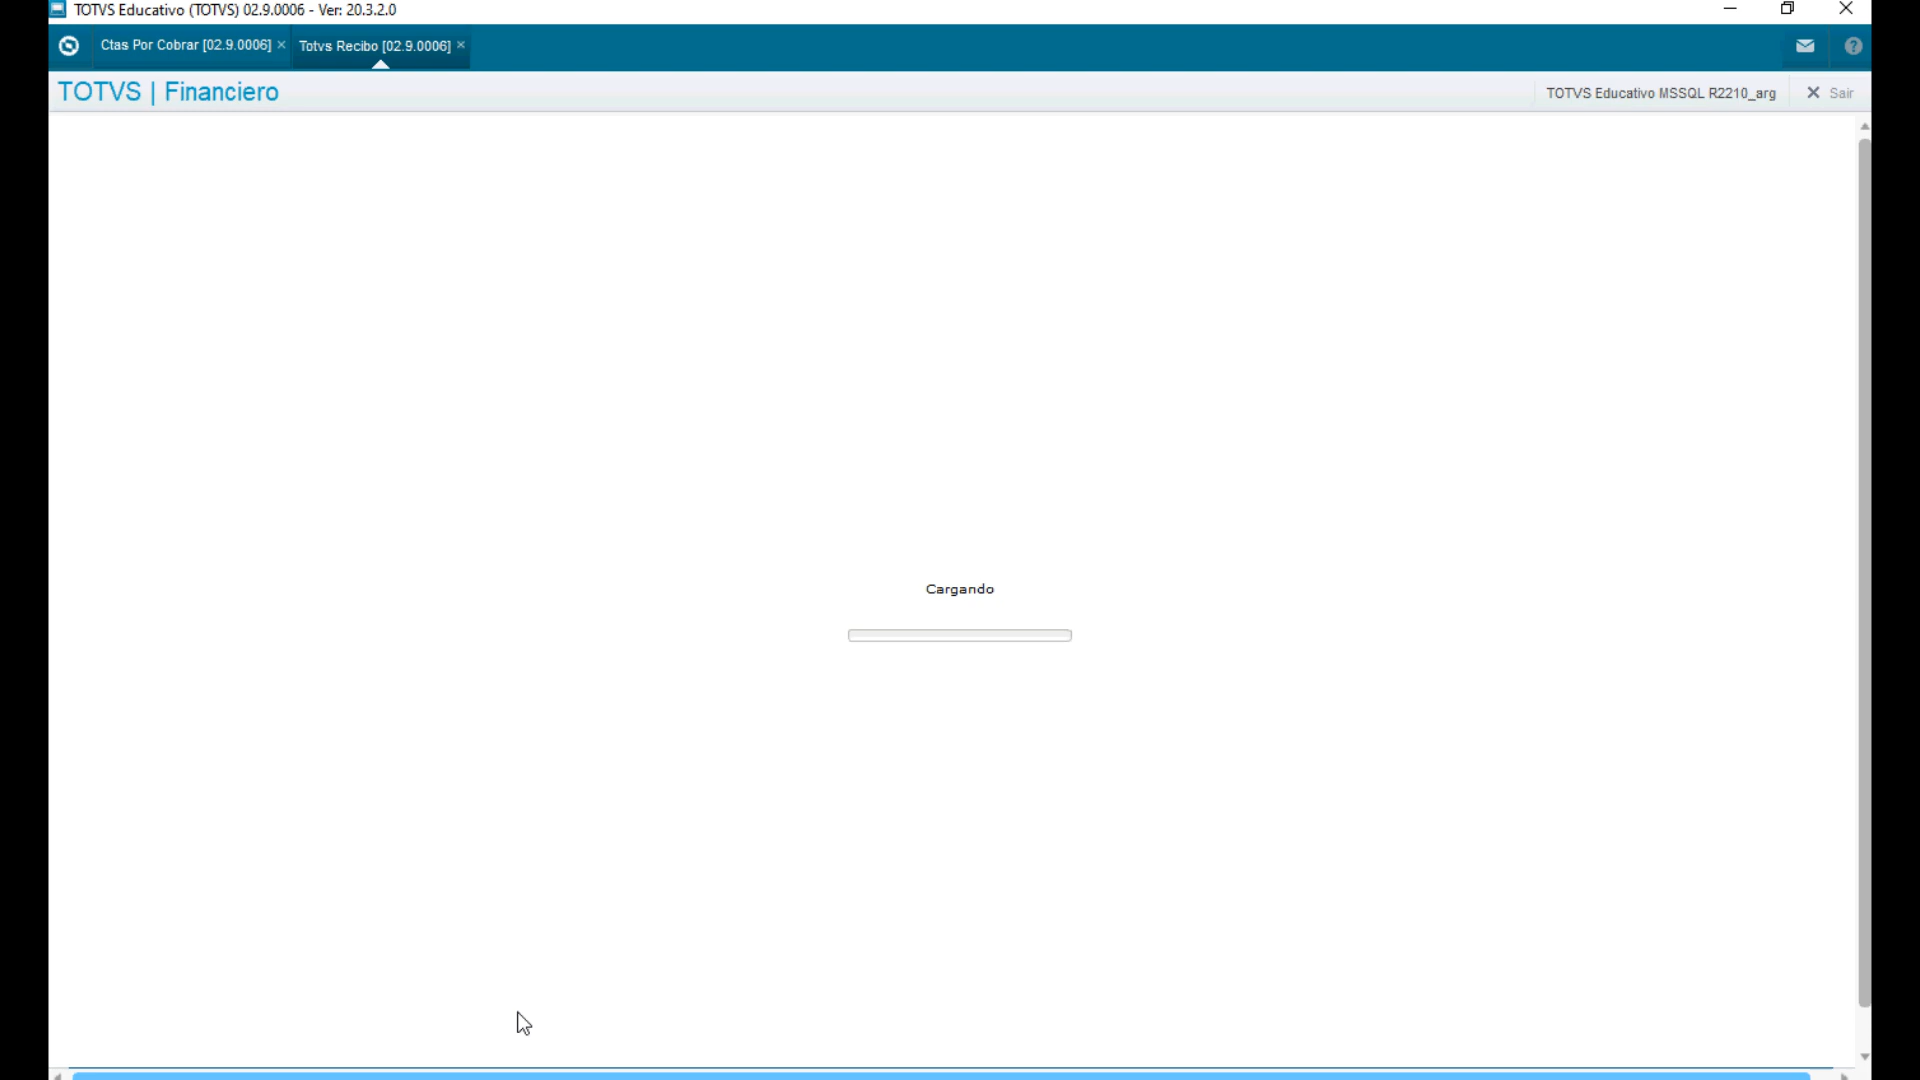 TOTVS Educativo (TOTVS) 02.9.0006 - Ver: 20.3.2.0
Ctas Por Cobrar [02.9.0006] Totvs Recibo [02.9.0006]
TOTVS | Financiero
TOTVS Educativo MSSQL R2210_arg
Sair
Cargando